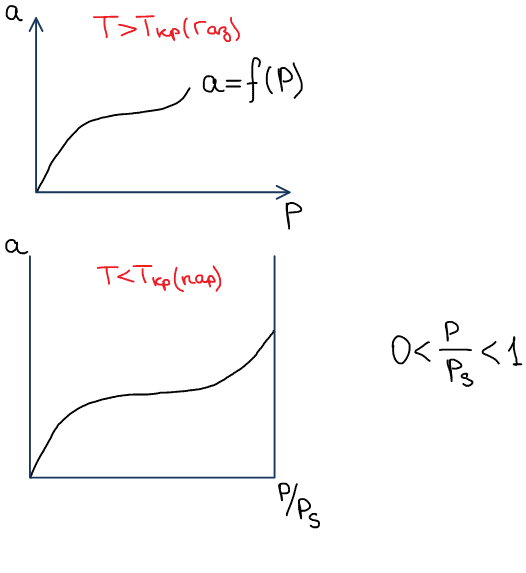 a
T>Tкр(газ)
a=f(P)
P
a
T<Tкр(пар)
0< P/Ps <1
P/Ps